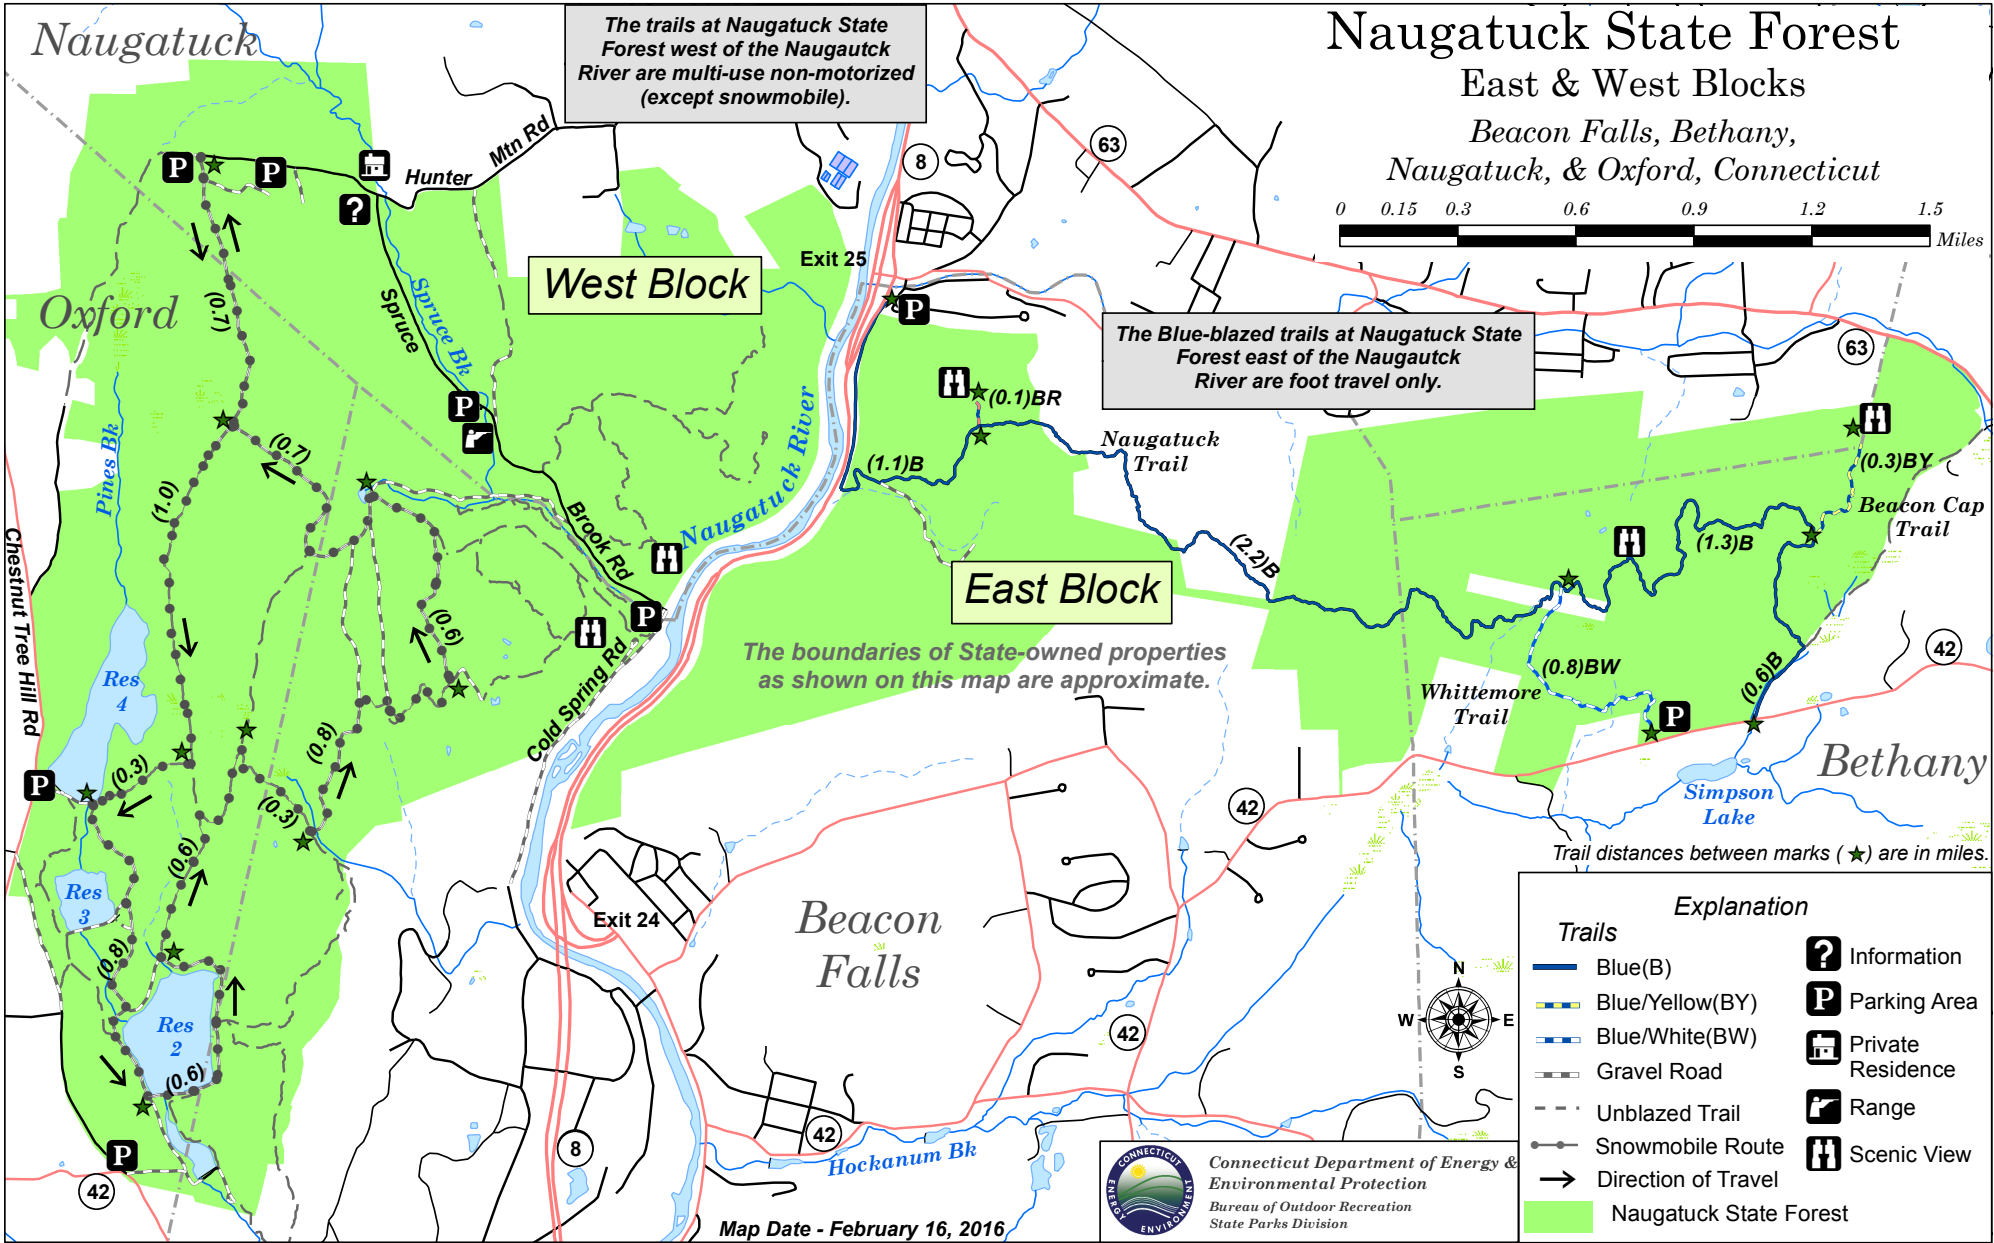 Naugatuck State Forest
East & West Blocks
Beacon Falls, Bethany,
Naugatuck, & Oxford, Connecticut
0 0.15 0.3 0.6 0.9 1.2 1.5
Miles
The trails at Naugatuck State
Forest west of the Naugautck
River are multi-use non-motorized
(except snowmobile).
Naugatuck
Oxford
P
P
?
Hunter
Mtn Rd
8
63
Exit 25
West Block
Spruce
Spruce Bk
(0.7)
P
The Blue-blazed trails at Naugatuck State
Forest east of the Naugautck
River are foot travel only.
63
(0.1)BR
P
(0.7)
Pines Bk
(1.0)
Naugatuck River
(1.1)B
Naugatuck
Trail
(0.3)BY
Beacon Cap
Trail
(1.3)B
(2.2)B
Brook Rd
P
East Block
(0.6)
Chestnut Tree Hill Rd
Cold Spring Rd
The boundaries of State-owned properties
as shown on this map are approximate.
(0.8)BW
Whittemore
Trail
P
(0.6)B
42
Bethany
Res
4
(0.3)
(0.8)
(0.3)
P
42
Simpson
Lake
Trail distances between marks ( ) are in miles.
(0.6)
Res
3
(0.8)
Exit 24
Beacon
Falls
Res
2
(0.6)
P
42
8
42
42
Hockanum Bk
Map Date - February 16, 2016
N
W
E
S
Explanation
Trails
Blue(B)
Blue/Yellow(BY)
Blue/White(BW)
Gravel Road
Unblazed Trail
Snowmobile Route
Direction of Travel
Naugatuck State Forest
? Information
P Parking Area
Private
Residence
Range
Scenic View
CONNECTICUT
ENERGY
ENVIRONMENT
Connecticut Department of Energy &
Environmental Protection
Bureau of Outdoor Recreation
State Parks Division